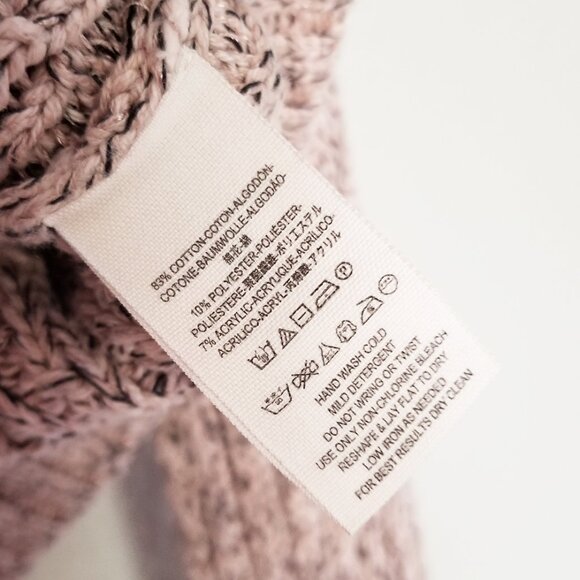 83% COTTON-COTON-ALGODÓN-
COTONE-BAUMWOLLE-ALGODÃO-
棉花-綿
10% POLYESTER-POLIÉSTER-
POLIESTERE-聚酯纖維-ポリエステル
7% ACRYLIC-ACRYLIQUE-ACRÍLICO-
ACRILICO-ACRYL-丙烯酸-アクリル
HAND WASH COLD
MILD DETERGENT
DO NOT WRING OR TWIST
USE ONLY NON-CHLORINE BLEACH
RESHAPE & LAY FLAT TO DRY
LOW IRON AS NEEDED
FOR BEST RESULTS DRY CLEAN